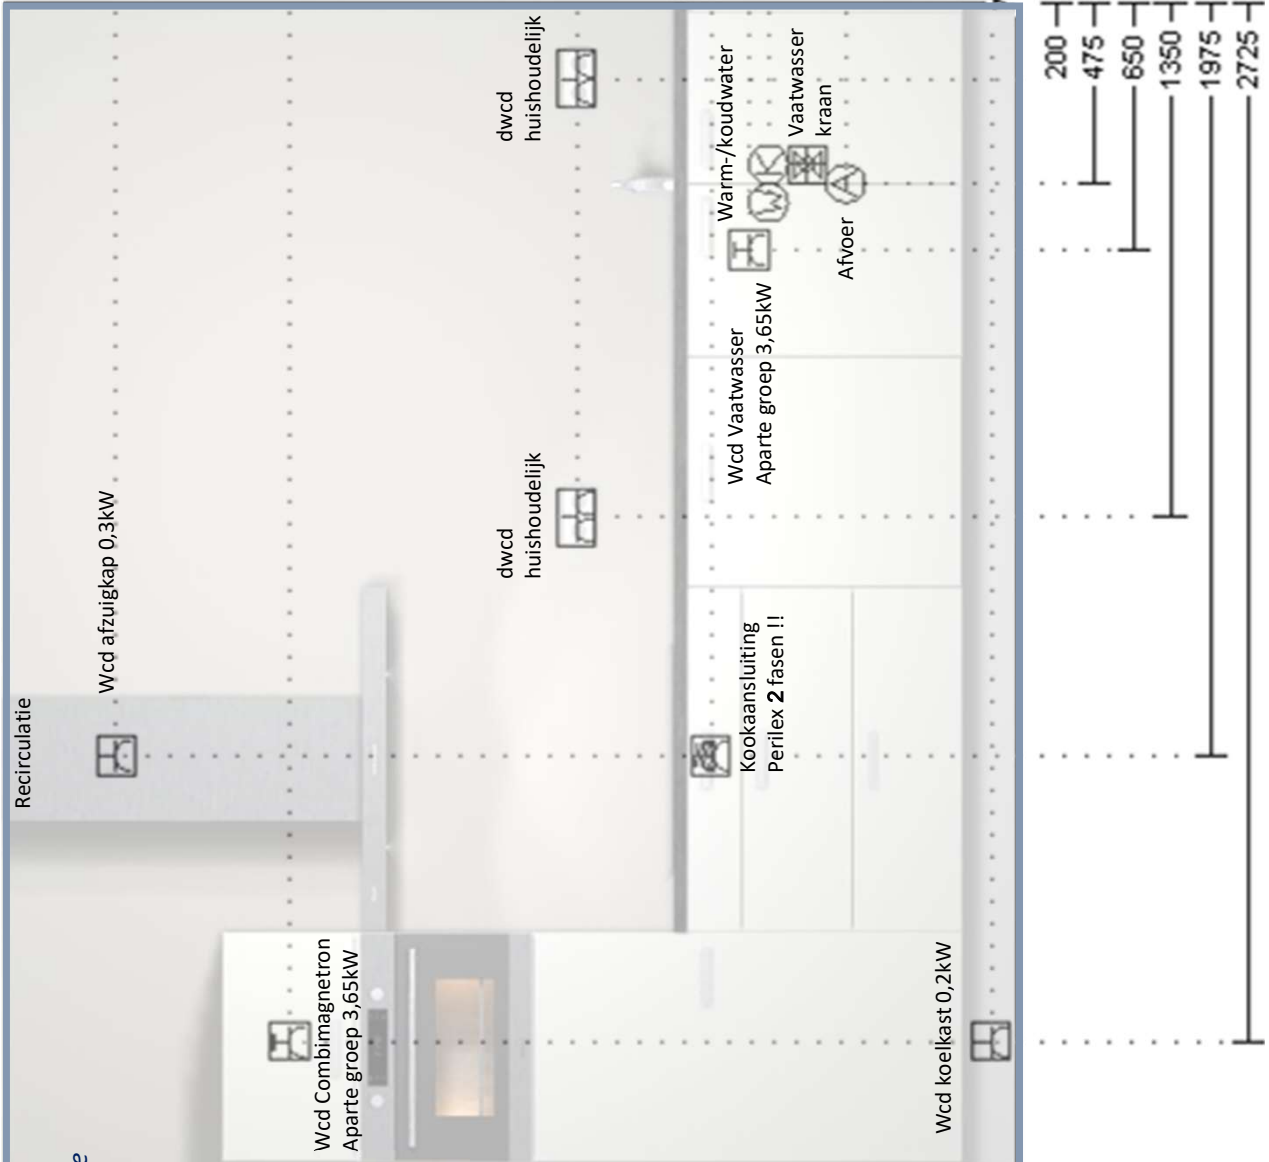 Recirculatie
Wcd afzuigkap 0,3kW
Wcd Combimagnetron
Aparte groep 3,65kW
dwcd
huishoudelijk
dwcd
huishoudelijk
Kookaansluiting
Perilex 2 fasen !!
Wcd Vaatwasser
Aparte groep 3,65kW
Warm-/koudwater
Vaatwasser
kraan
W
K
A
Afvoer
Wcd koelkast 0,2kW
200
475
650
1350
1975
2725